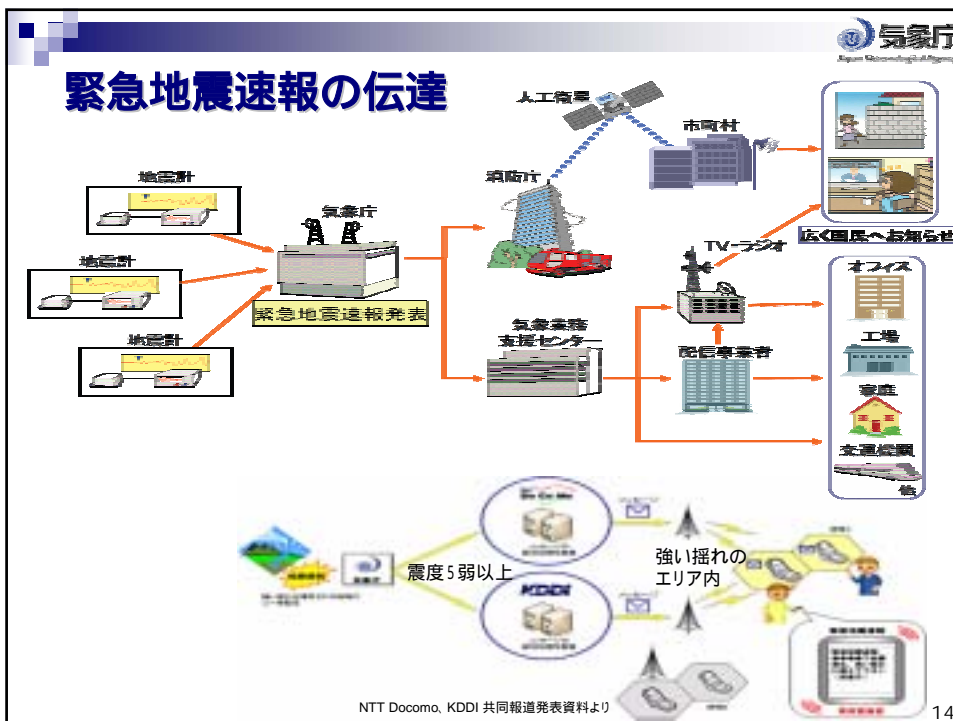 気象庁
Japan Meteorological Agency
緊急地震速報の伝達
人工衛星
市町村
消防庁
地震計
気象庁
TV・ラジオ
広く国民へお知らせ
地震計
オフィス
緊急地震速報発表
気象業務
支援センター
配信事業者
工場
地震計
家庭
交通機関
他
DoCoMo
震度5弱以上
強い揺れの
エリア内
KDDI
NTT Docomo、KDDI 共同報道発表資料より
14